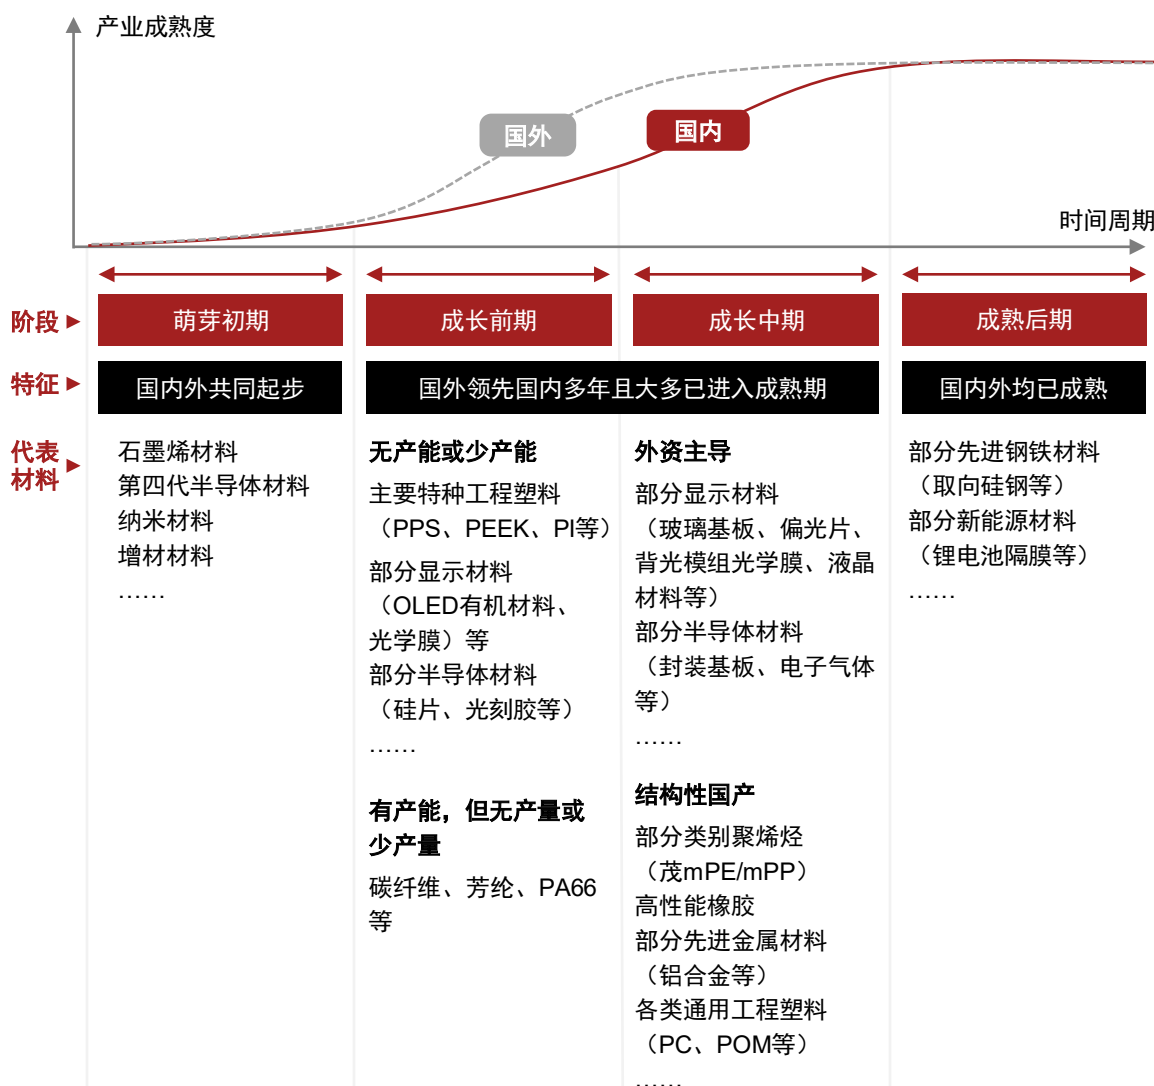 产业成熟度
国外
国内
时间周期
阶段
萌芽初期
成长前期
成长中期
成熟后期
特征
国内外共同起步
国外领先国内多年且大多已进入成熟期
国内外均已成熟
代表
材料
石墨烯材料
第四代半导体材料
纳米材料
增材材料
……
无产能或少产能
主要特种工程塑料
（PPS、PEEK、PI等）
部分显示材料
（OLED有机材料、
光学膜）等
部分半导体材料
（硅片、光刻胶等）
……
有产能，但无产量或
少产量
碳纤维、芳纶、PA66
等
外资主导
部分显示材料
（玻璃基板、偏光片、
背光模组光学膜、液晶
材料等）
部分半导体材料
（封装基板、电子气体
等）
……
结构性国产
部分类别聚烯烃
（茂mPE/mPP）
高性能橡胶
部分先进金属材料
（铝合金等）
各类通用工程塑料
（PC、POM等）
……
部分先进钢铁材料
（取向硅钢等）
部分新能源材料
（锂电池隔膜等）
……